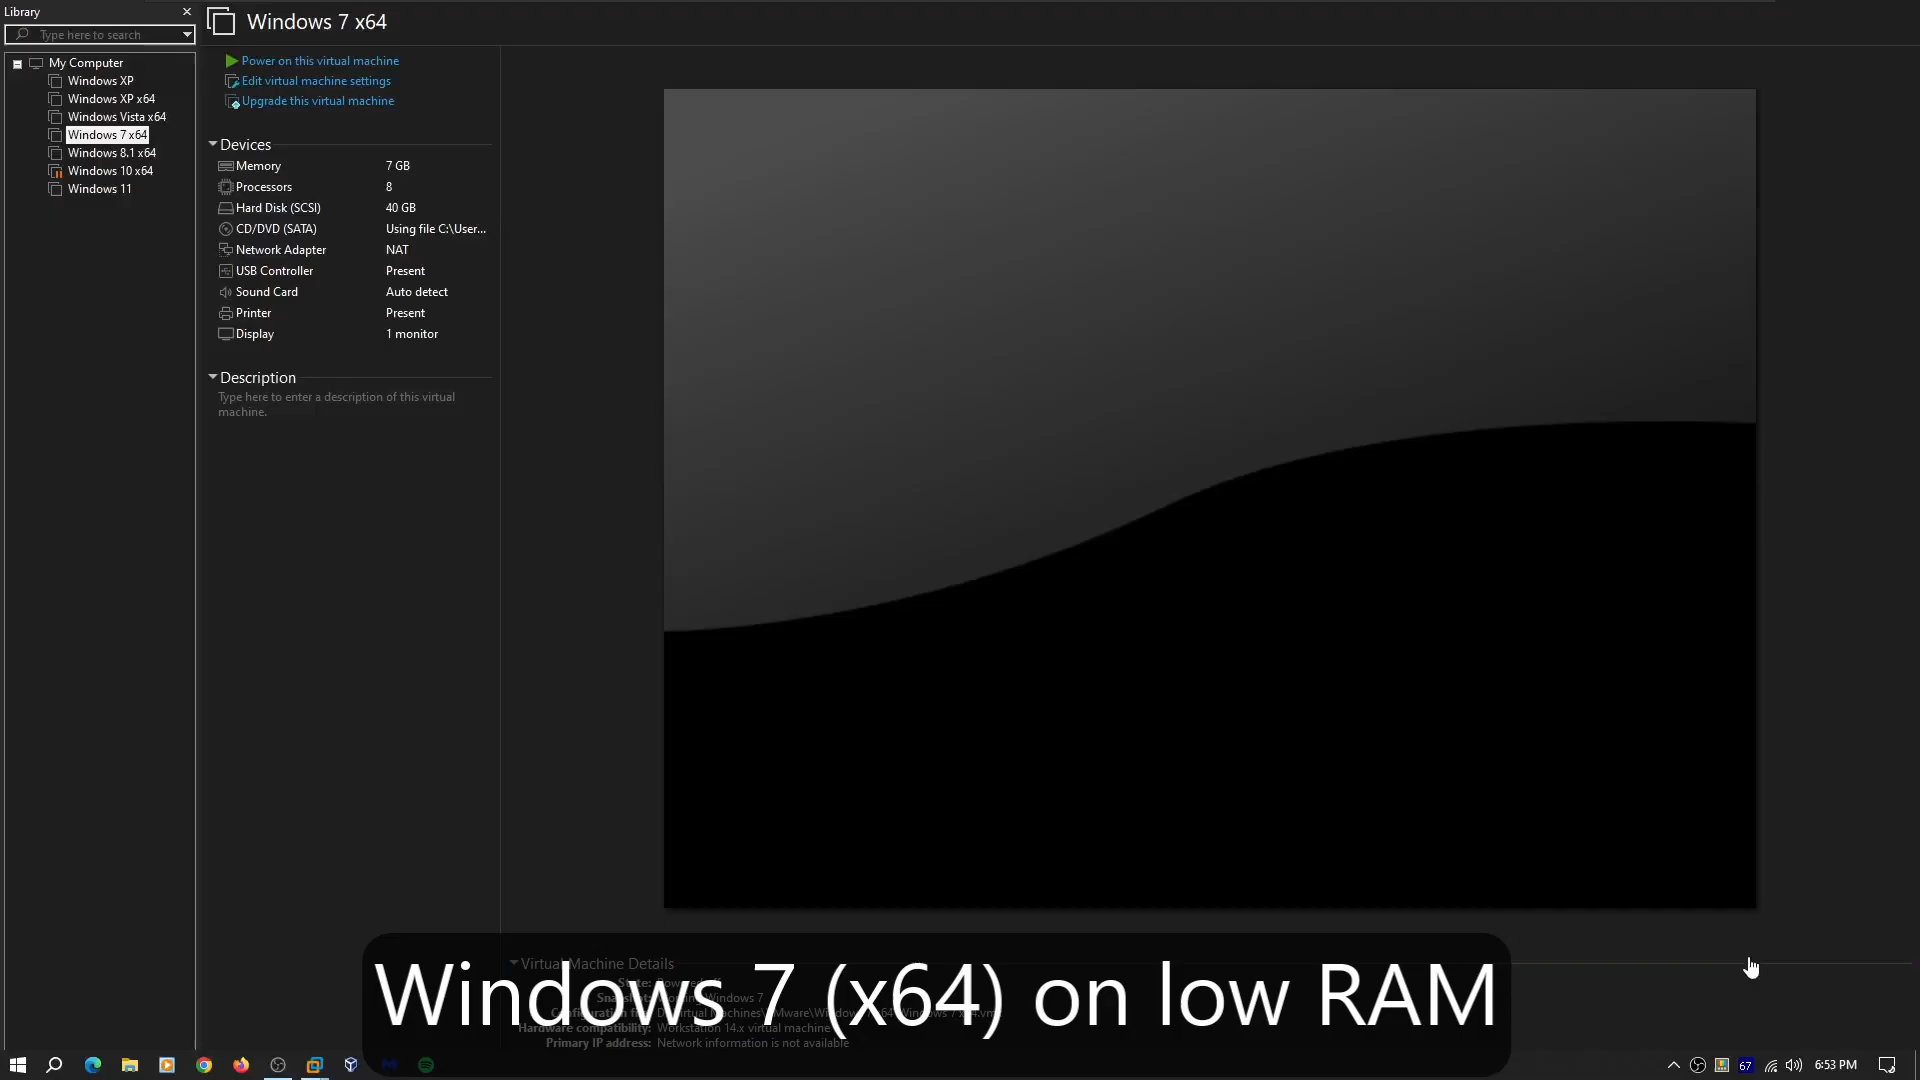 Library
Windows 7 x64
Type here to search
My Computer
Windows XP
Windows XP x64
Windows Vista x64
Windows 7 x64
Windows 8.1 x64
Windows 10 x64
Windows 11
Power on this virtual machine
Edit virtual machine settings
Upgrade this virtual machine
Devices
Memory 7 GB
Processors 8
Hard Disk (SCSI) 40 GB
CD/DVD (SATA) Using file C:\User...
Network Adapter NAT
USB Controller Present
Sound Card Auto detect
Printer Present
Display 1 monitor
Description
Type here to enter a description of this virtual
machine.
Virtual Machine Details
State:
Windows 7
Hardware compatibility: Workstation 14.x virtual machine
Primary IP address: Network information is not available
Windows 7 (x64) on low RAM
67
6:53 PM